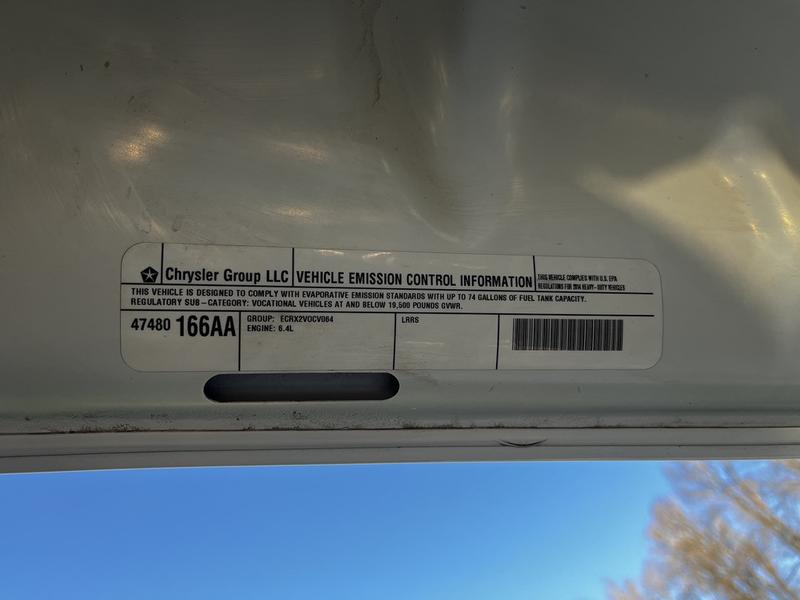 Chrysler Group LLC
VEHICLE EMISSION CONTROL INFORMATION
THIS VEHICLE COMPLIES WITH U.S. EPA
REGULATIONS FOR 2014 HEAVY-DUTY VEHICLES
THIS VEHICLE IS DESIGNED TO COMPLY WITH EVAPORATIVE EMISSION STANDARDS WITH UP TO 74 GALLONS OF FUEL TANK CAPACITY.
REGULATORY SUB-CATEGORY: VOCATIONAL VEHICLES AT AND BELOW 19,500 POUNDS GVWR.
47480 166AA
GROUP: ECRX2VOCV064
ENGINE: 6.4L
LRRS